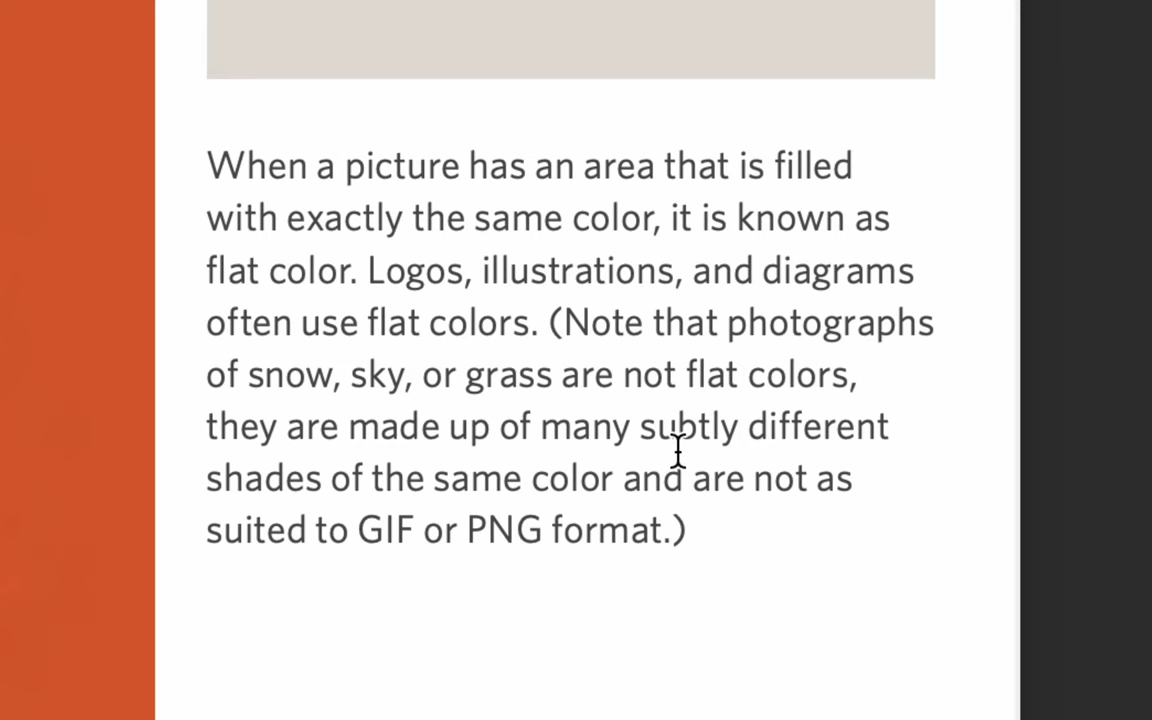 When a picture has an area that is filled
with exactly the same color, it is known as
flat color. Logos, illustrations, and diagrams
often use flat colors. (Note that photographs
of snow, sky, or grass are not flat colors,
they are made up of many subtly different
shades of the same color and are not as
suited to GIF or PNG format.)